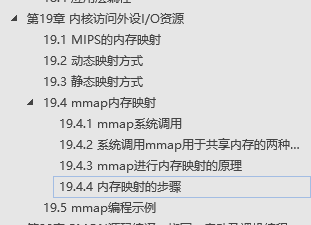 第19章 内核访问外设I/O资源
19.1 MIPS的内存映射
19.2 动态映射方式
19.3 静态映射方式
19.4 mmap内存映射
19.4.1 mmap系统调用
19.4.2 系统调用mmap用于共享内存的两种...
19.4.3 mmap进行内存映射的原理
19.4.4 内存映射的步骤
19.5 mmap编程示例